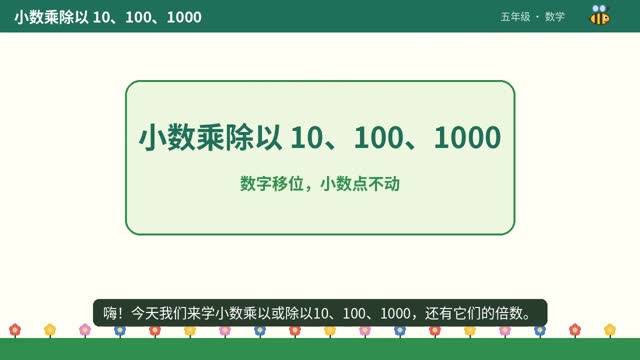 小数乘除以 10、100、1000
五年级 · 数学
小数乘除以 10、100、1000
数字移位，小数点不动
嗨！今天我们来学小数乘以或除以10、100、1000，还有它们的倍数。